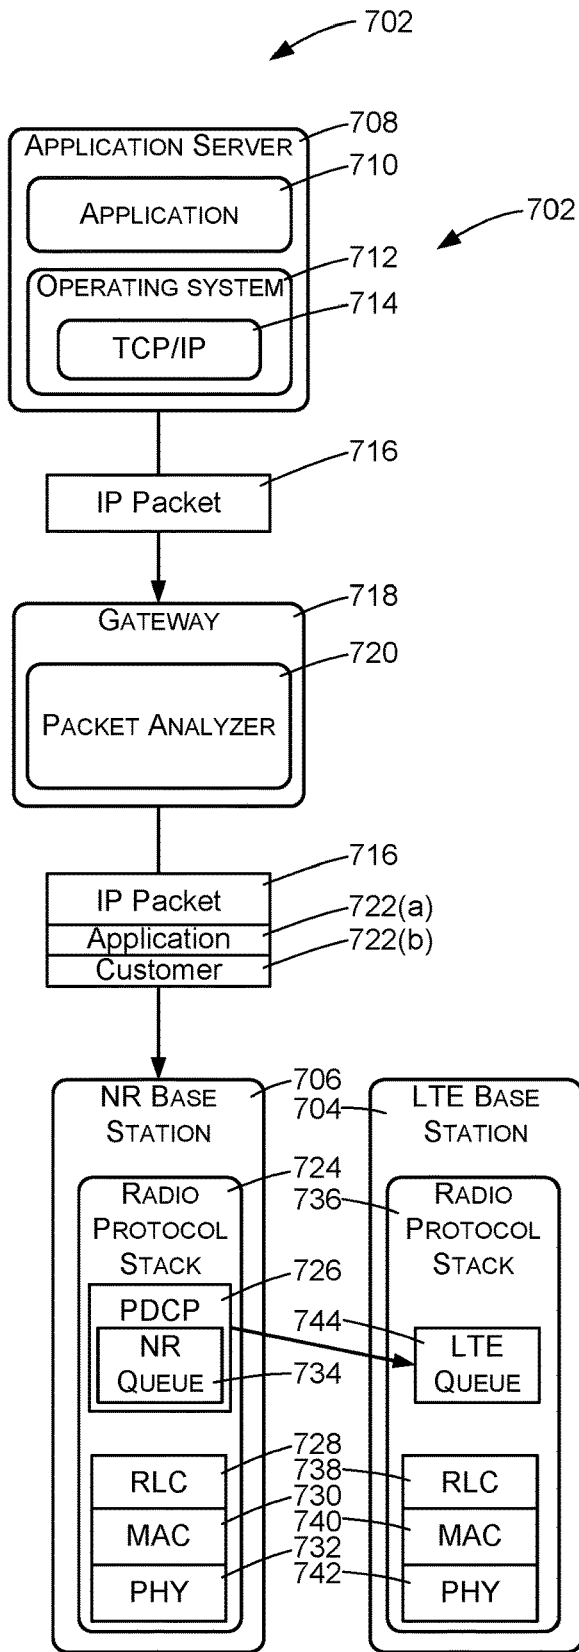 702
708
APPLICATION SERVER
710
APPLICATION
702
712
OPERATING SYSTEM
714
TCP/IP
716
IP Packet
718
GATEWAY
720
PACKET ANALYZER
716
IP Packet
722(a)
Application
722(b)
Customer
706
NR BASE
STATION
704
LTE BASE
STATION
724
RADIO
PROTOCOL
STACK
736
RADIO
PROTOCOL
STACK
726
PDCP
NR
QUEUE
734
744
LTE
QUEUE
728
RLC
738
RLC
730
MAC
740
MAC
732
PHY
742
PHY